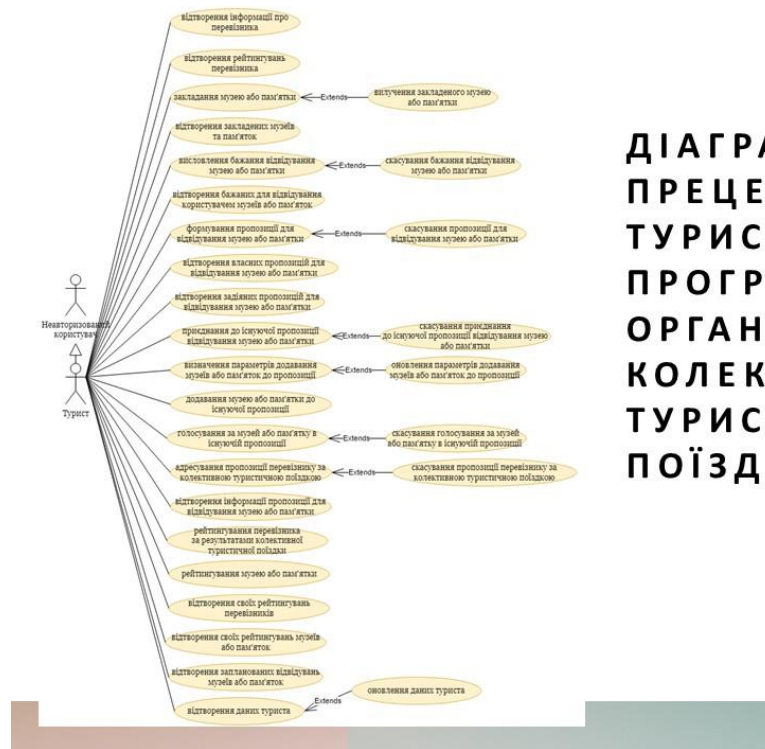 відтворення інформації про
перевізника
відтворення рейтингувань
перевізника
закладання музею або пам'ятки
Extends
вилучення закладеного музею
або пам'ятки
відтворення закладених музеїв
та пам'яток
висловлення бажання відвідування
музею або пам'ятки
Extends
скасування бажання відвідування
музею або пам'ятки
відтворення бажаних для відвідування
користувачем музеїв або пам'яток
формування пропозиції для
відвідування музею або пам'ятки
Extends
скасування пропозиції для
відвідування музею або пам'ятки
відтворення власних пропозицій для
відвідування музею або пам'ятки
відтворення задіяних пропозицій для
відвідування музею або пам'ятки
приєднання до існуючої пропозиції
відвідування музею або пам'ятки
Extends
скасування приєднання
до існуючої пропозиції відвідування музею
або пам'ятки
визначення параметрів додавання
музеїв або пам'яток до пропозиції
Extends
оновлення параметрів додавання
музеїв або пам'яток до пропозиції
додавання музею або пам'ятки до
існуючої пропозиції
голосування за музей або пам'ятку в
існуючій пропозиції
Extends
скасування голосування за музей
або пам'ятку в існуючій пропозиції
адресування пропозиції перевізнику за
колективною туристичною поїздкою
Extends
скасування пропозиції перевізнику за
колективною туристичною поїздкою
відтворення інформації пропозиції для
відвідування музею або пам'ятки
рейтингування перевізника
за результатами колективної
туристичної поїздки
рейтингування музею або пам'ятки
відтворення своїх рейтингувань
перевізників
відтворення своїх рейтингувань музеїв
або пам'яток
відтворення запланованих відвідувань
музеїв або пам'яток
відтворення даних туриста
Extends
оновлення даних туриста
Неавторизований
користувач
Турист
ДІАГРА
ПРЕЦЕ
ТУРИС
ПРОГР
ОРГАН
КОЛЕК
ТУРИС
ПОЇЗД